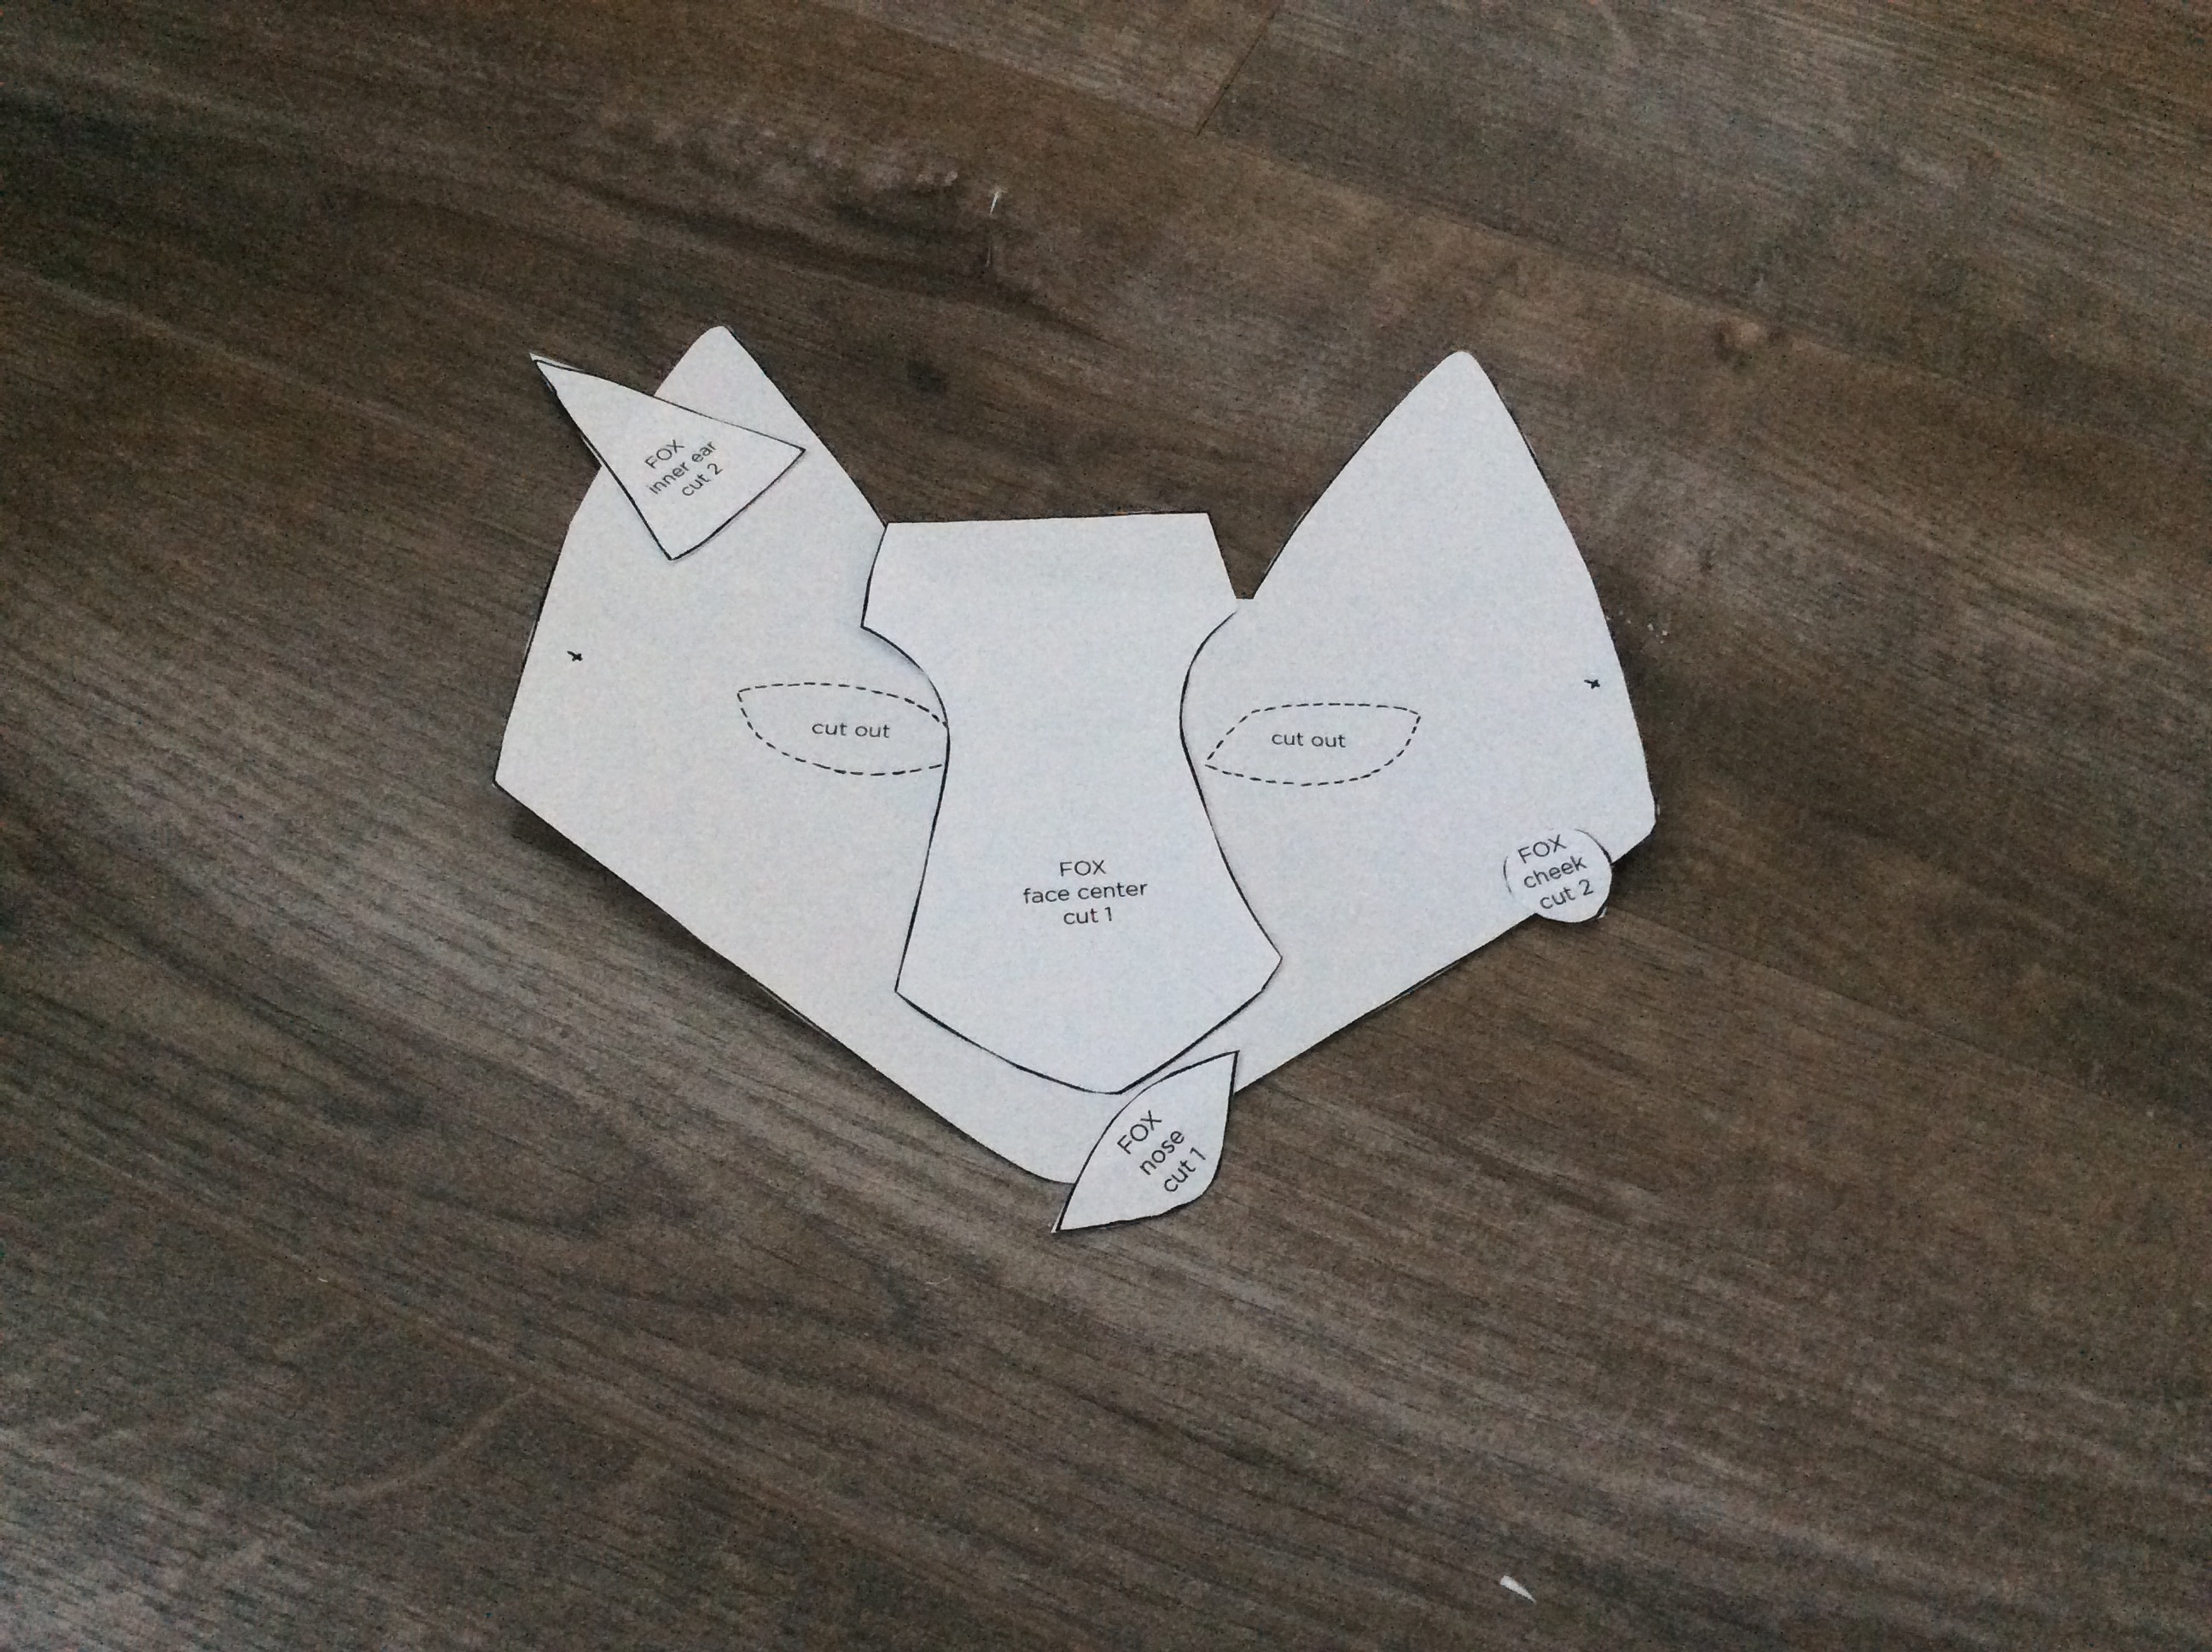 FOX
inner ear
cut 2
cut out
cut out
FOX
face center
cut 1
FOX
cheek
cut 2
FOX
nose
cut 1